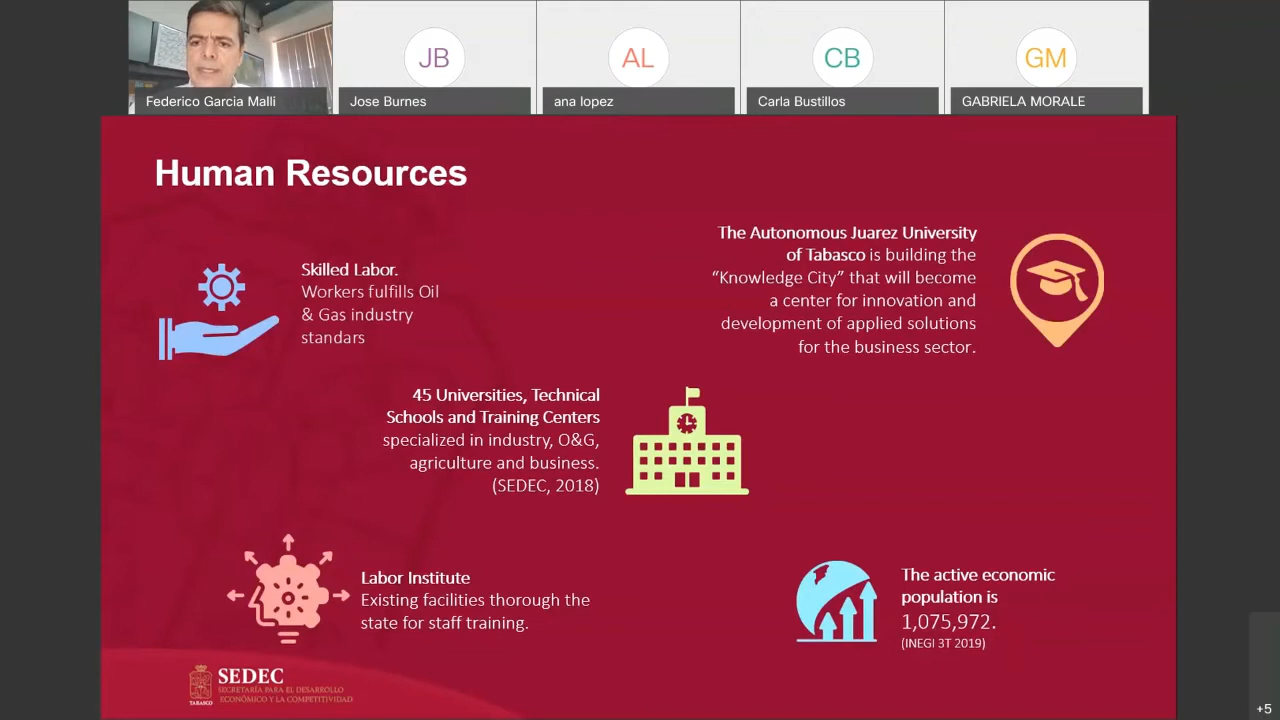 JB
AL
CB
GM
Federico Garcia Malli
Jose Burnes
ana lopez
Carla Bustillos
GABRIELA MORALE
Human Resources
Skilled Labor.
Workers fulfills Oil
& Gas industry
standars
The Autonomous Juarez University
of Tabasco is building the
“Knowledge City” that will become
a center for innovation and
development of applied solutions
for the business sector.
45 Universities, Technical
Schools and Training Centers
specialized in industry, O&G,
agriculture and business.
(SEDEC, 2018)
Labor Institute
Existing facilities thorough the
state for staff training.
The active economic
population is
1,075,972.
(INEGI 3T 2019)
TABASCO
SEDEC
SECRETARÍA PARA EL DESARROLLO
ECONÓMICO Y LA COMPETITIVIDAD
+5